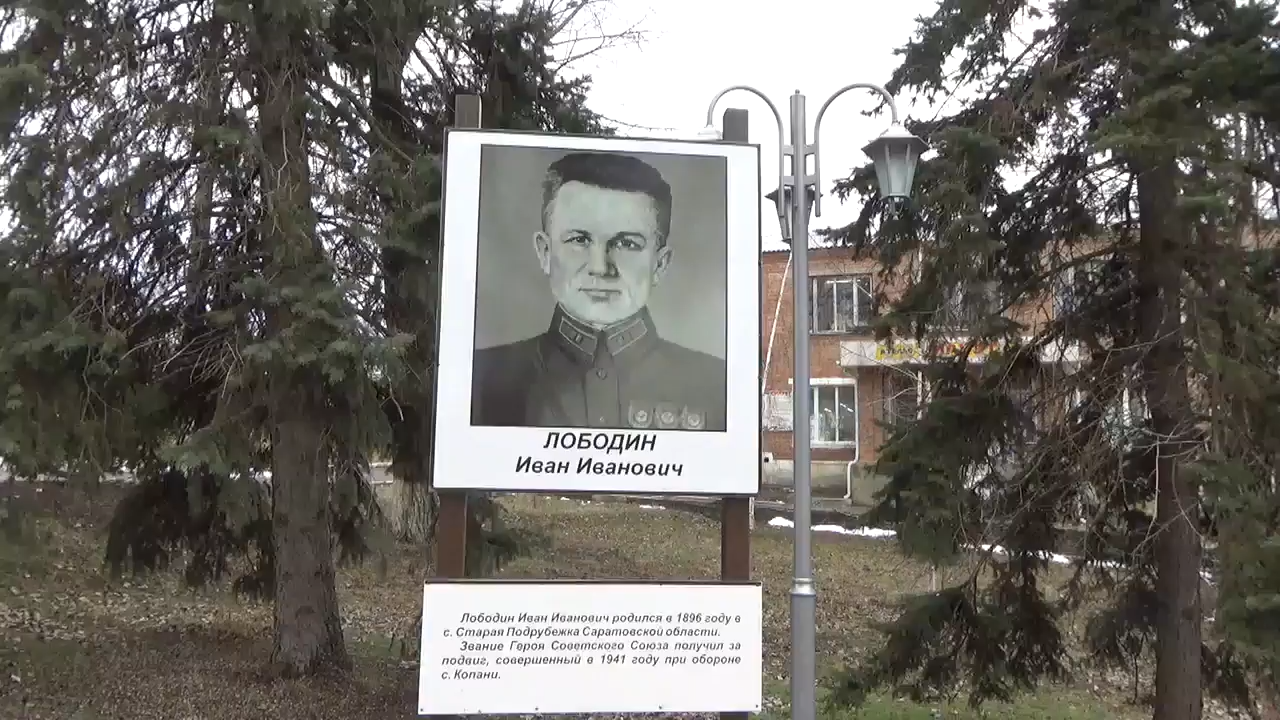 ЛОБОДИН
Иван Иванович
Лободин Иван Иванович родился в 1896 году в
с. Старая Подрубежка Саратовской области.
Звание Героя Советского Союза получил за
подвиг, совершенный в 1941 году при обороне
с. Копани.